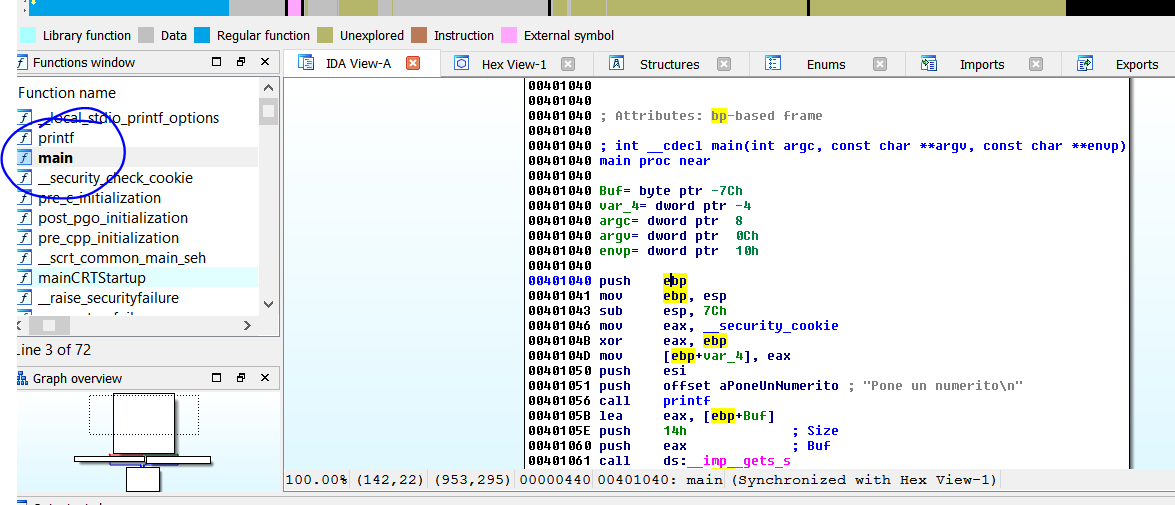 Library function Data Regular function Unexplored Instruction External symbol
Functions window
IDA View-A Hex View-1 Structures Enums Imports Exports
Function name
__local_stdio_printf_options
printf
main
__security_check_cookie
pre_c_initialization
post_pgo_initialization
pre_cpp_initialization
__scrt_common_main_seh
mainCRTStartup
__raise_securityfailure
Line 3 of 72
Graph overview
00401040
00401040
00401040 ; Attributes: bp-based frame
00401040
00401040 ; int __cdecl main(int argc, const char **argv, const char **envp)
00401040 main proc near
00401040
00401040 Buf= byte ptr -7Ch
00401040 var_4= dword ptr -4
00401040 argc= dword ptr  8
00401040 argv= dword ptr  0Ch
00401040 envp= dword ptr  10h
00401040
00401040 push    ebp
00401041 mov     ebp, esp
00401043 sub     esp, 7Ch
00401046 mov     eax, __security_cookie
0040104B xor     eax, ebp
0040104D mov     [ebp+var_4], eax
00401050 push    esi
00401051 push    offset aPoneUnNumerito ; "Pone un numerito\n"
00401056 call    printf
0040105B lea     eax, [ebp+Buf]
0040105E push    14h             ; Size
00401060 push    eax             ; Buf
00401061 call    ds:__imp__gets_s
100.00% (142,22) (953,295) 00000440 00401040: main (Synchronized with Hex View-1)